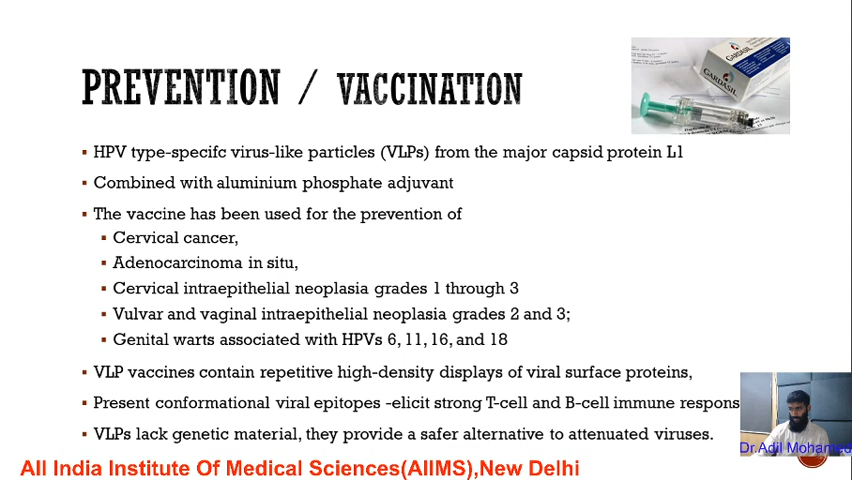 PREVENTION / VACCINATION
GARDASIL
GARDASIL
HPV type-specifc virus-like particles (VLPs) from the major capsid protein L1
Combined with aluminium phosphate adjuvant
The vaccine has been used for the prevention of
Cervical cancer,
Adenocarcinoma in situ,
Cervical intraepithelial neoplasia grades 1 through 3
Vulvar and vaginal intraepithelial neoplasia grades 2 and 3;
Genital warts associated with HPVs 6, 11, 16, and 18
VLP vaccines contain repetitive high-density displays of viral surface proteins,
Present conformational viral epitopes -elicit strong T-cell and B-cell immune respons
VLPs lack genetic material, they provide a safer alternative to attenuated viruses.
Dr.Adil Mohamed
All India Institute Of Medical Sciences(AIIMS),New Delhi